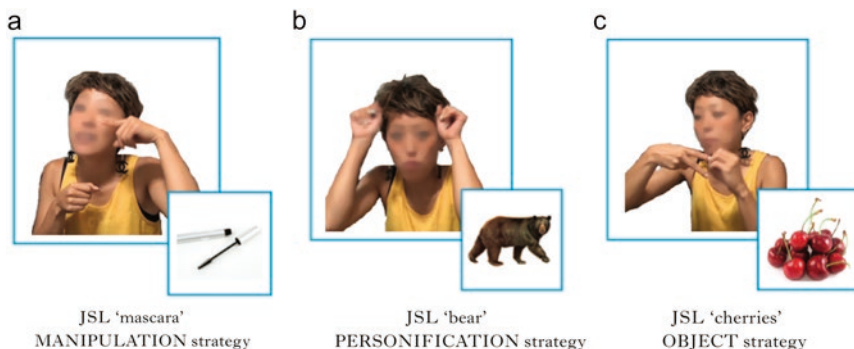 a
b
c
JSL 'mascara'
MANIPULATION strategy
JSL 'bear'
PERSONIFICATION strategy
JSL 'cherries'
OBJECT strategy